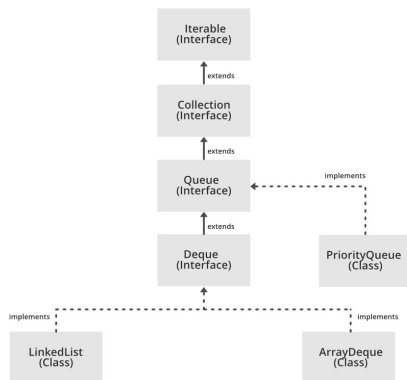 Iterable
(Interface)
extends
Collection
(Interface)
extends
Queue
(Interface)
implements
extends
Deque
(Interface)
PriorityQueue
(Class)
implements
implements
LinkedList
(Class)
ArrayDeque
(Class)